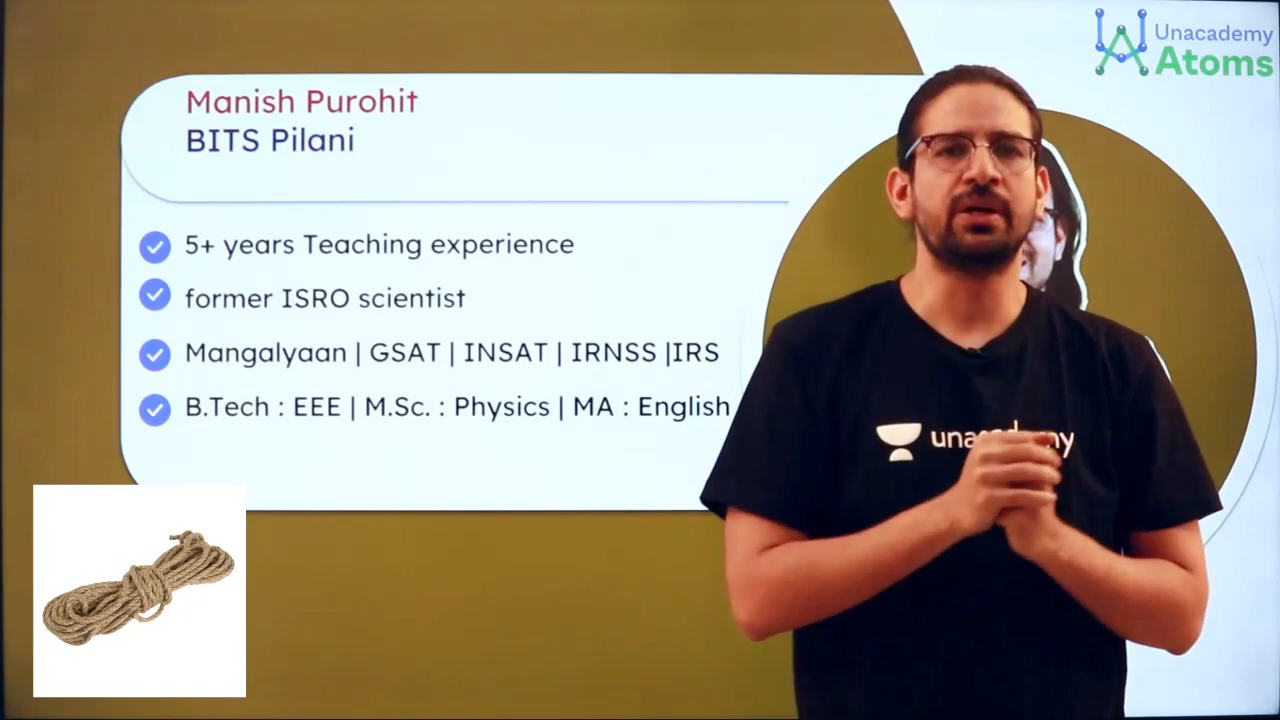 Unacademy
Atoms
Manish Purohit
BITS Pilani
5+ years Teaching experience
former ISRO scientist
Mangalyaan | GSAT | INSAT | IRNSS |IRS
B.Tech : EEE | M.Sc. : Physics | MA : English